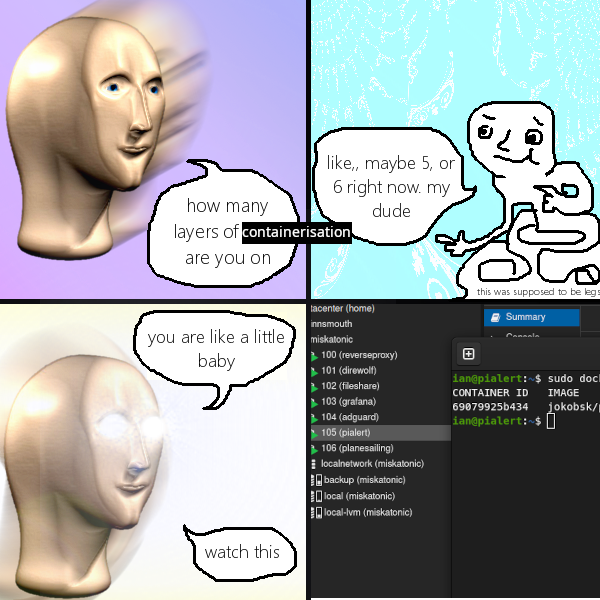 how many
layers of containerisation
are you on
like,, maybe 5, or
6 right now. my
dude
this was supposed to be legs
you are like a little
baby
watch this
tacenter (home)
innsmouth
miskatonic
100 (reverseproxy)
101 (direwolf)
102 (fileshare)
103 (grafana)
104 (adguard)
105 (pialert)
106 (planesailing)
localnetwork (miskatonic)
backup (miskatonic)
local (miskatonic)
local-lvm (miskatonic)
Summary
ian@pialert:~$ sudo doc
CONTAINER ID IMAGE
69079925b434 jokobsk/p
ian@pialert:~$